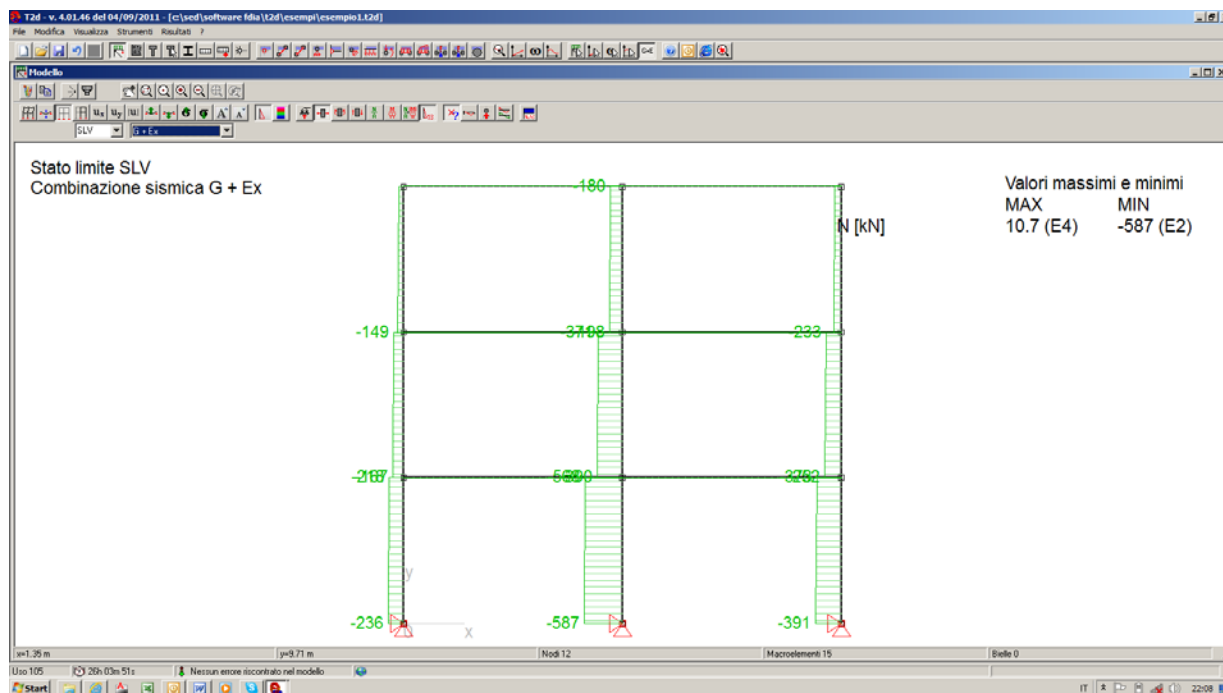 T2d - v. 4.01.46 del 04/09/2011 - [c:\sed\software fdia\t2d\esempi\esempio1.t2d]
File Modifica Visualizza Strumenti Risultati ?
Modello
SLV G + Ex
Stato limite SLV
Combinazione sismica G + Ex
Valori massimi e minimi
MAX MIN
10.7 (E4) -587 (E2)
-180
N [kN]
-149
-233
y
-236
-587
-391
x
x=1.35 m y=9.71 m Nodi 12 Macroelementi 15 Bielle 0
Uso 105 26h 03m 51s Nessun errore riscontrato nel modello
Start IT 22:08